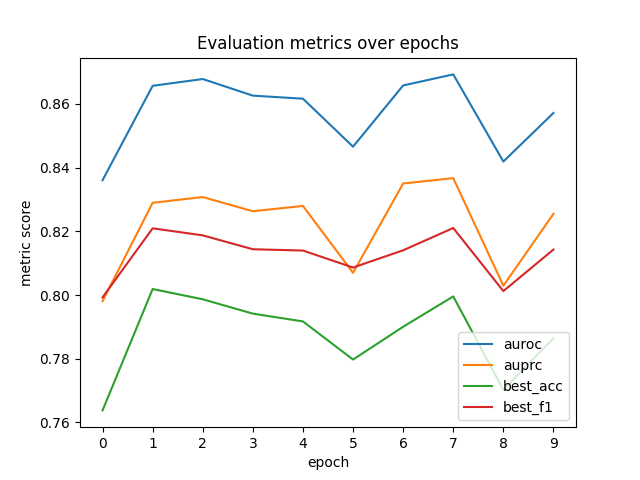 Evaluation metrics over epochs
metric score
0.86
0.84
0.82
0.80
0.78
0.76
0 1 2 3 4 5 6 7 8 9
epoch
auroc
auprc
best_acc
best_f1